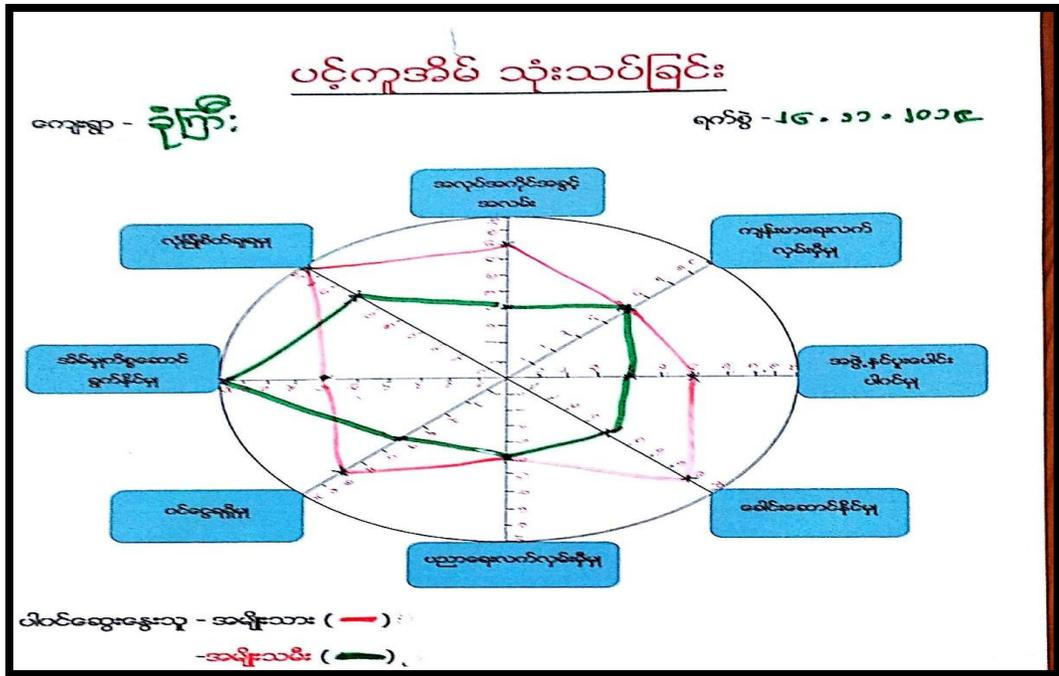 ပင့်ကူအိမ် သုံးသပ်ခြင်း
ကျေးရွာ - ခုံကြီး
ရက်စွဲ - ၂၆.၁၁.၂၀၁၉
အလုပ်အကိုင်အခွင့်
အလမ်း
လုံခြုံစိတ်ချရမှု
ကျန်းမာရေးလက်
လှမ်းမှီမှု
အိမ်မှုကိစ္စဆောင်
ရွက်နိုင်မှု
အဖွဲ့နှင့်ပူးပေါင်း
ပါဝင်မှု
ဝင်ငွေရရှိမှု
ခေါင်းဆောင်နိုင်မှု
ပညာရေးလက်လှမ်းမှီမှု
ပါဝင်ဆွေးနွေးသူ - အမျိုးသား ( )
-အမျိုးသမီး ( )